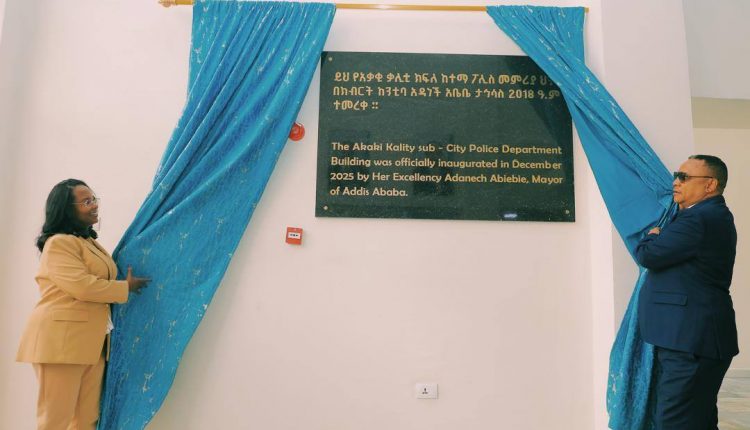 ይህ የአቃቂ ቃሊቲ ክፍለ ከተማ ፖሊስ መምሪያ
በክብርት ከንቲባ አዳነች አቤቤ ታኅሳስ 2018 ዓ.ም
ተመረቀ ።
The Akaki Kality sub - City Police Department
Building was officially inaugurated in December
2025 by Her Excellency Adanech Abiebie, Mayor
of Addis Ababa.